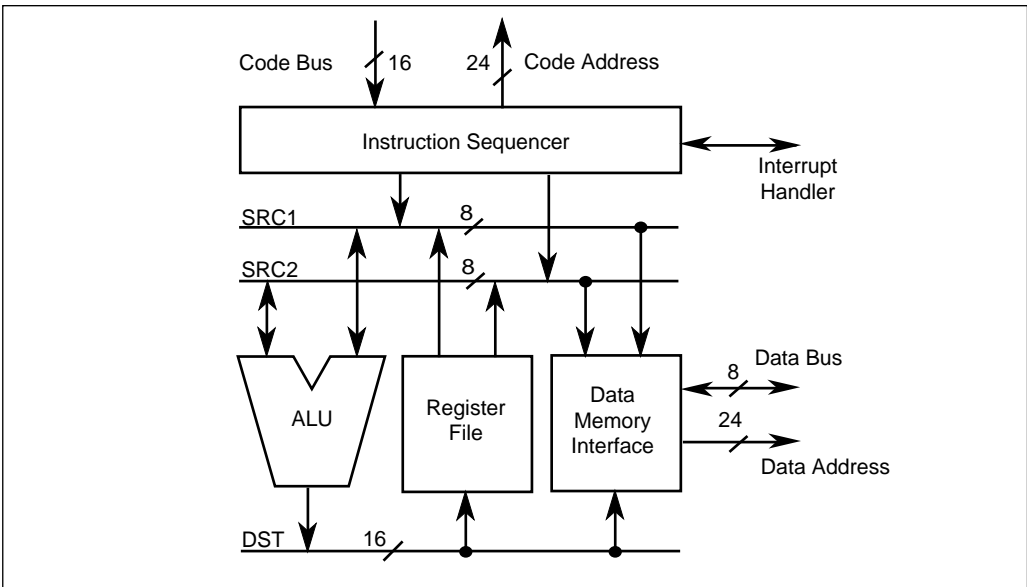 Code Bus
16
24
Code Address
Instruction Sequencer
Interrupt
Handler
SRC1
8
SRC2
8
ALU
Register
File
Data
Memory
Interface
Data Bus
8
24
Data Address
DST
16